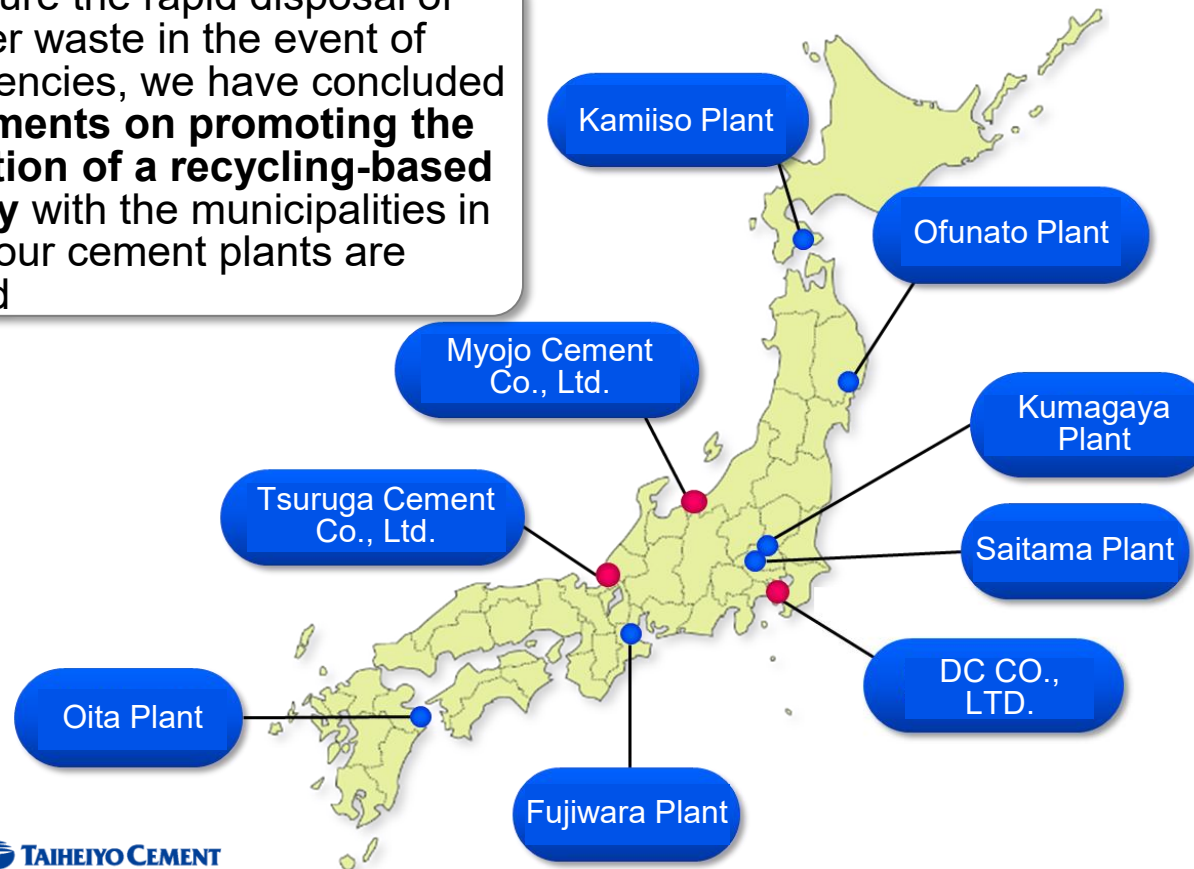 ure the rapid disposal of
er waste in the event of
encies, we have concluded
ments on promoting the
tion of a recycling-based
y with the municipalities in
our cement plants are
d
Kamiiso Plant
Ofunato Plant
Myojo Cement
Co., Ltd.
Kumagaya
Plant
Tsuruga Cement
Co., Ltd.
Saitama Plant
DC CO.,
LTD.
Oita Plant
Fujiwara Plant
TAIHEIYO CEMENT